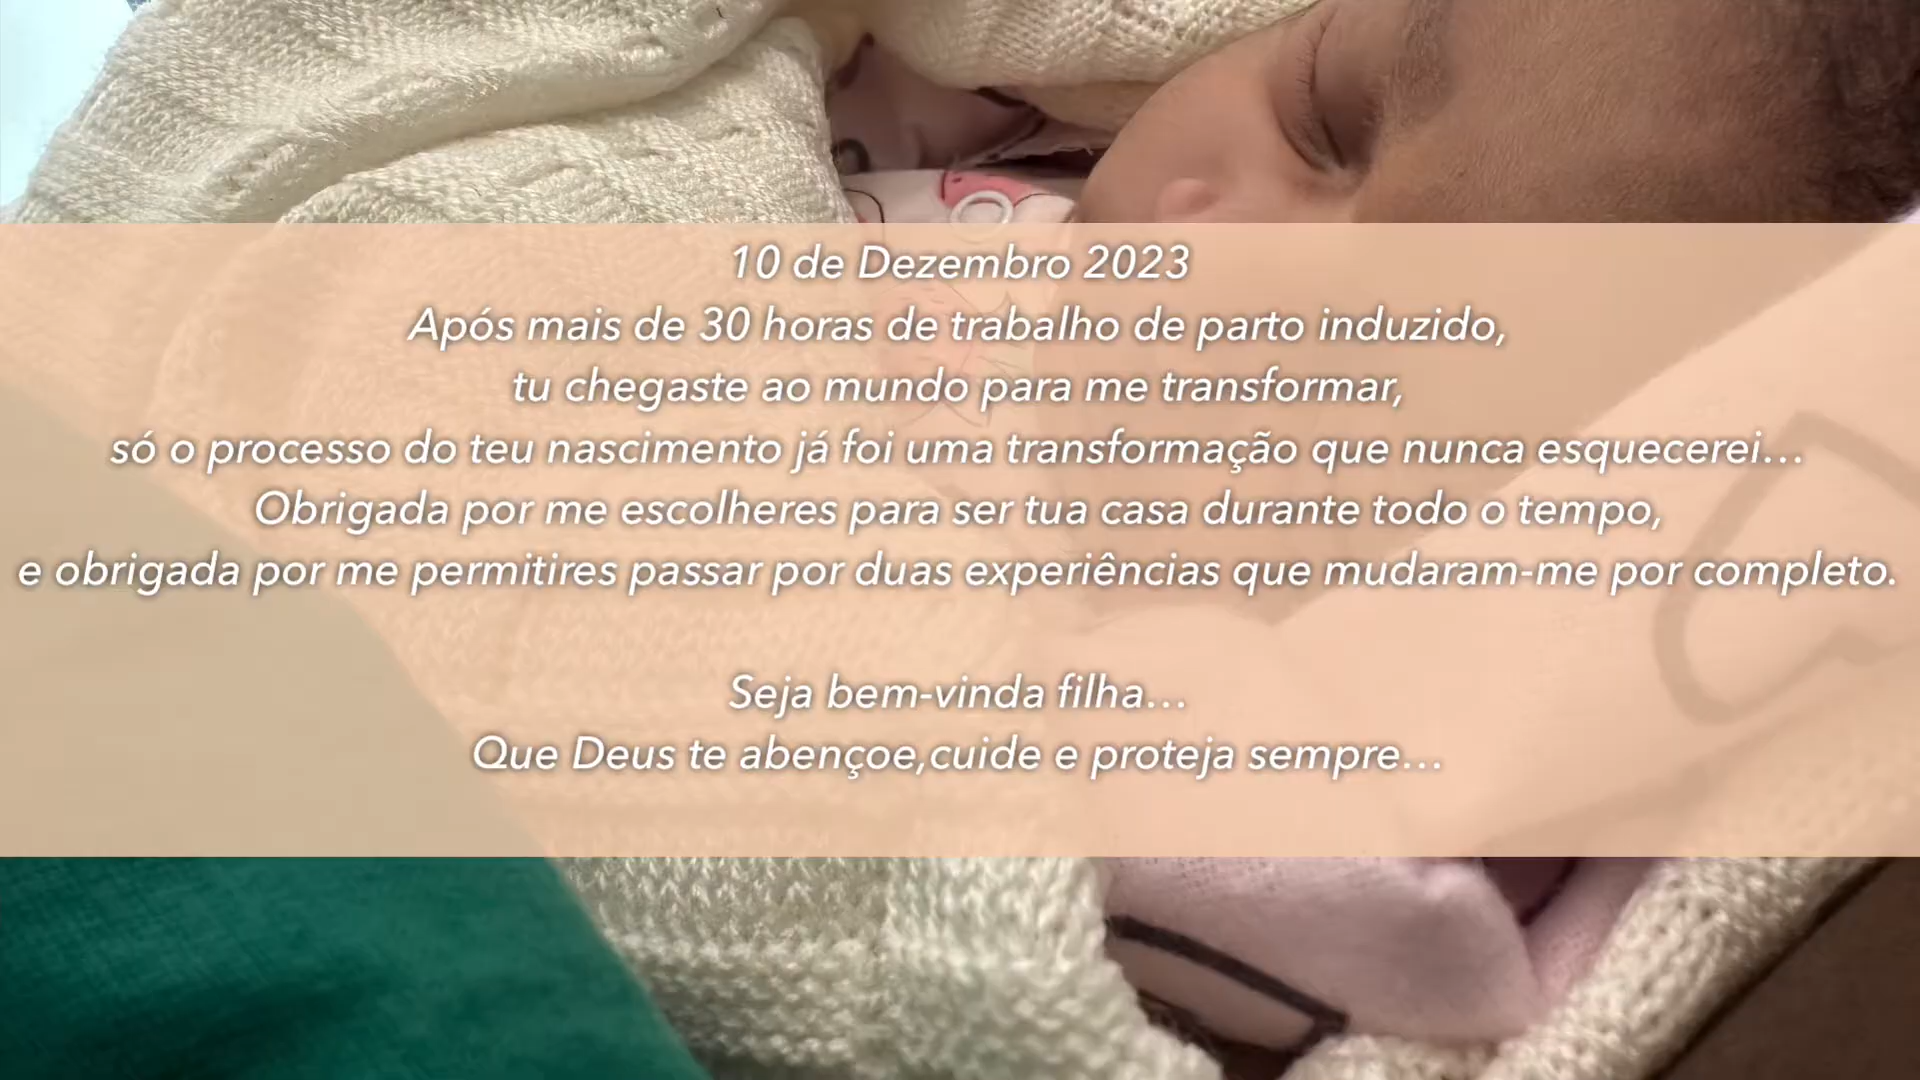 10 de Dezembro 2023
Após mais de 30 horas de trabalho de parto induzido,
tu chegaste ao mundo para me transformar,
só o processo do teu nascimento já foi uma transformação que nunca esquecerei...
Obrigada por me escolheres para ser tua casa durante todo o tempo,
e obrigada por me permitires passar por duas experiências que mudaram-me por completo.
Seja bem-vinda filha...
Que Deus te abençoe,cuide e proteja sempre...